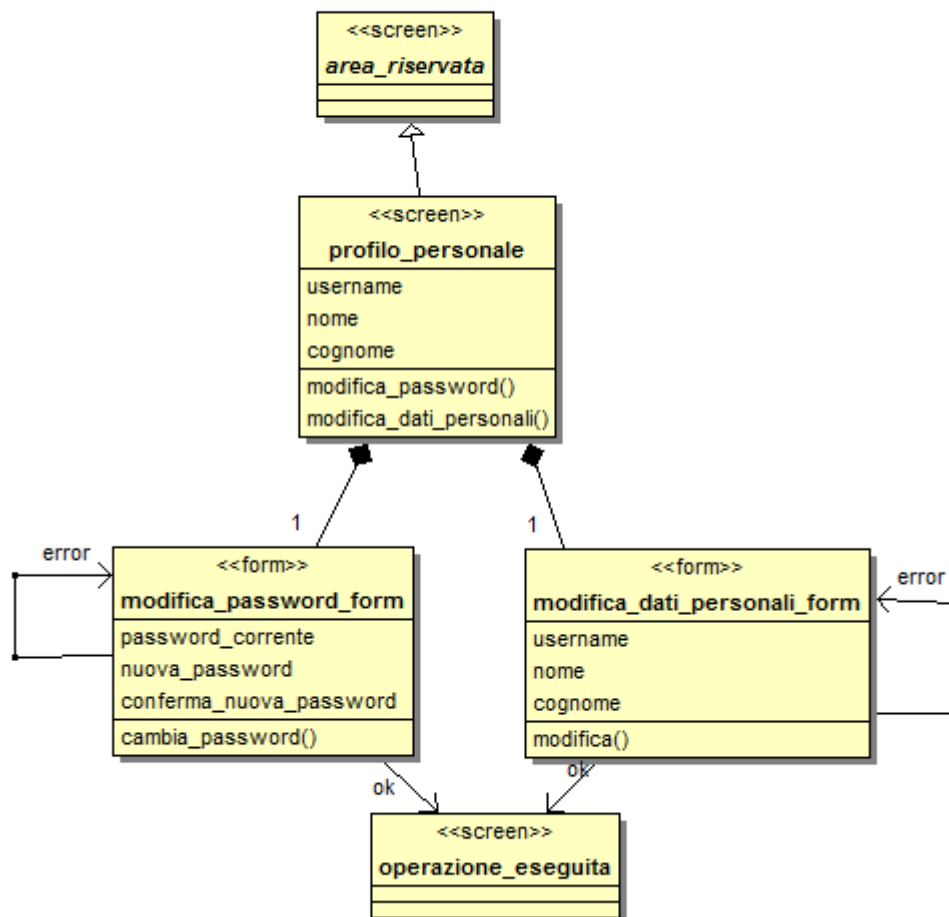 <<screen>>
area_riservata
<<screen>>
profilo_personale
username
nome
cognome
modifica_password()
modifica_dati_personali()
1
1
error
<<form>>
modifica_password_form
password_corrente
nuova_password
conferma_nuova_password
cambia_password()
<<form>>
modifica_dati_personali_form
username
nome
cognome
modifica()
error
ok
ok
<<screen>>
operazione_eseguita